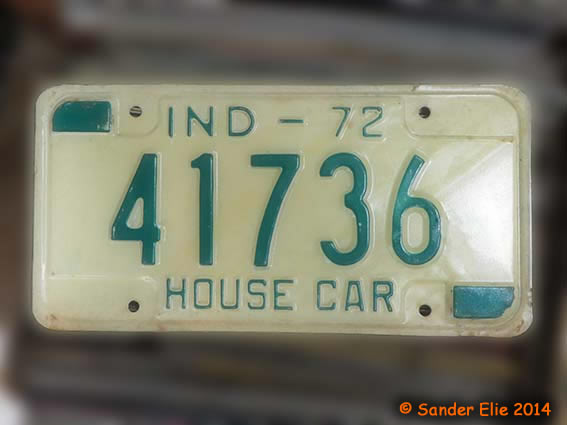 IND - 72
41736
HOUSE CAR
© Sander Elie 2014